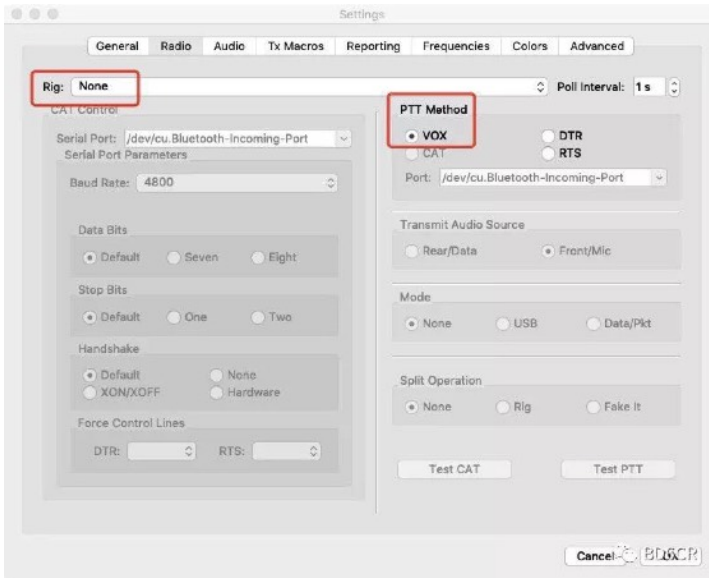 Settings
General Radio Audio Tx Macros Reporting Frequencies Colors Advanced
Rig: None Poll Interval: 1 s
CAT Control
Serial Port: /dev/cu.Bluetooth-Incoming-Port
Serial Port Parameters
Baud Rate: 4800
Data Bits
Default Seven Eight
Stop Bits
Default One Two
Handshake
Default None
XON/XOFF Hardware
Force Control Lines
DTR: RTS:
PTT Method
VOX DTR
CAT RTS
Port: /dev/cu.Bluetooth-Incoming-Port
Transmit Audio Source
Rear/Data Front/Mic
Mode
None USB Data/Pkt
Split Operation
None Rig Fake It
Test CAT Test PTT
Cancel